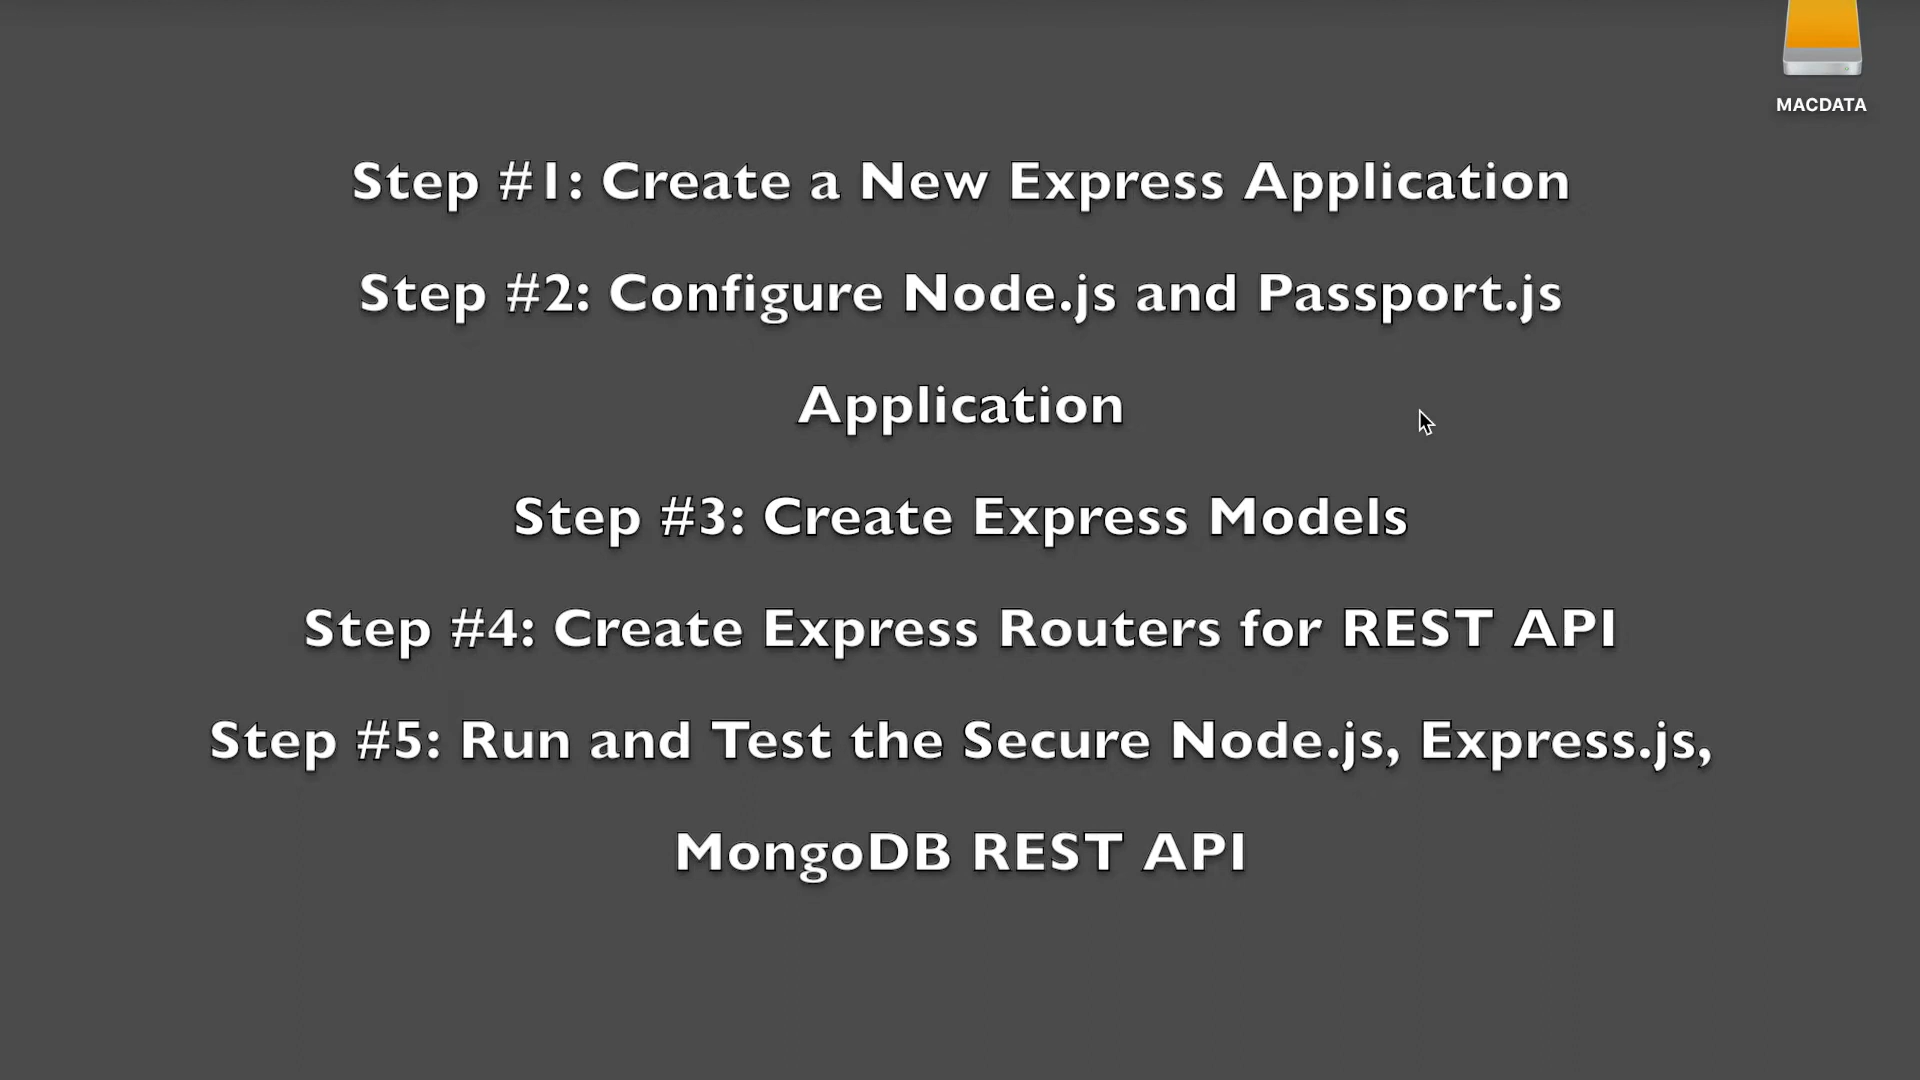 MACDATA
Step #1: Create a New Express Application
Step #2: Configure Node.js and Passport.js
Application
Step #3: Create Express Models
Step #4: Create Express Routers for REST API
Step #5: Run and Test the Secure Node.js, Express.js,
MongoDB REST API